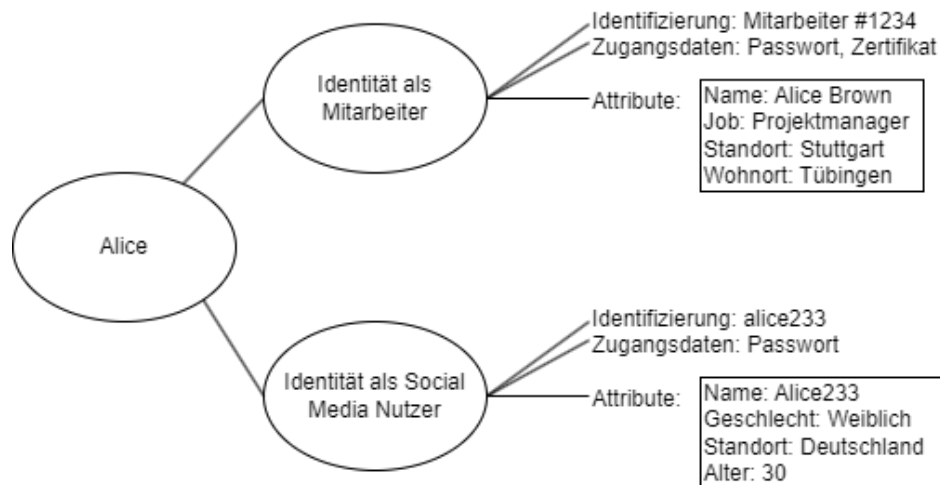 Identifizierung: Mitarbeiter #1234
Zugangsdaten: Passwort, Zertifikat
Identität als
Mitarbeiter
Attribute:
Name: Alice Brown
Job: Projektmanager
Standort: Stuttgart
Wohnort: Tübingen
Alice
Identifizierung: alice233
Zugangsdaten: Passwort
Identität als Social
Media Nutzer
Attribute:
Name: Alice233
Geschlecht: Weiblich
Standort: Deutschland
Alter: 30